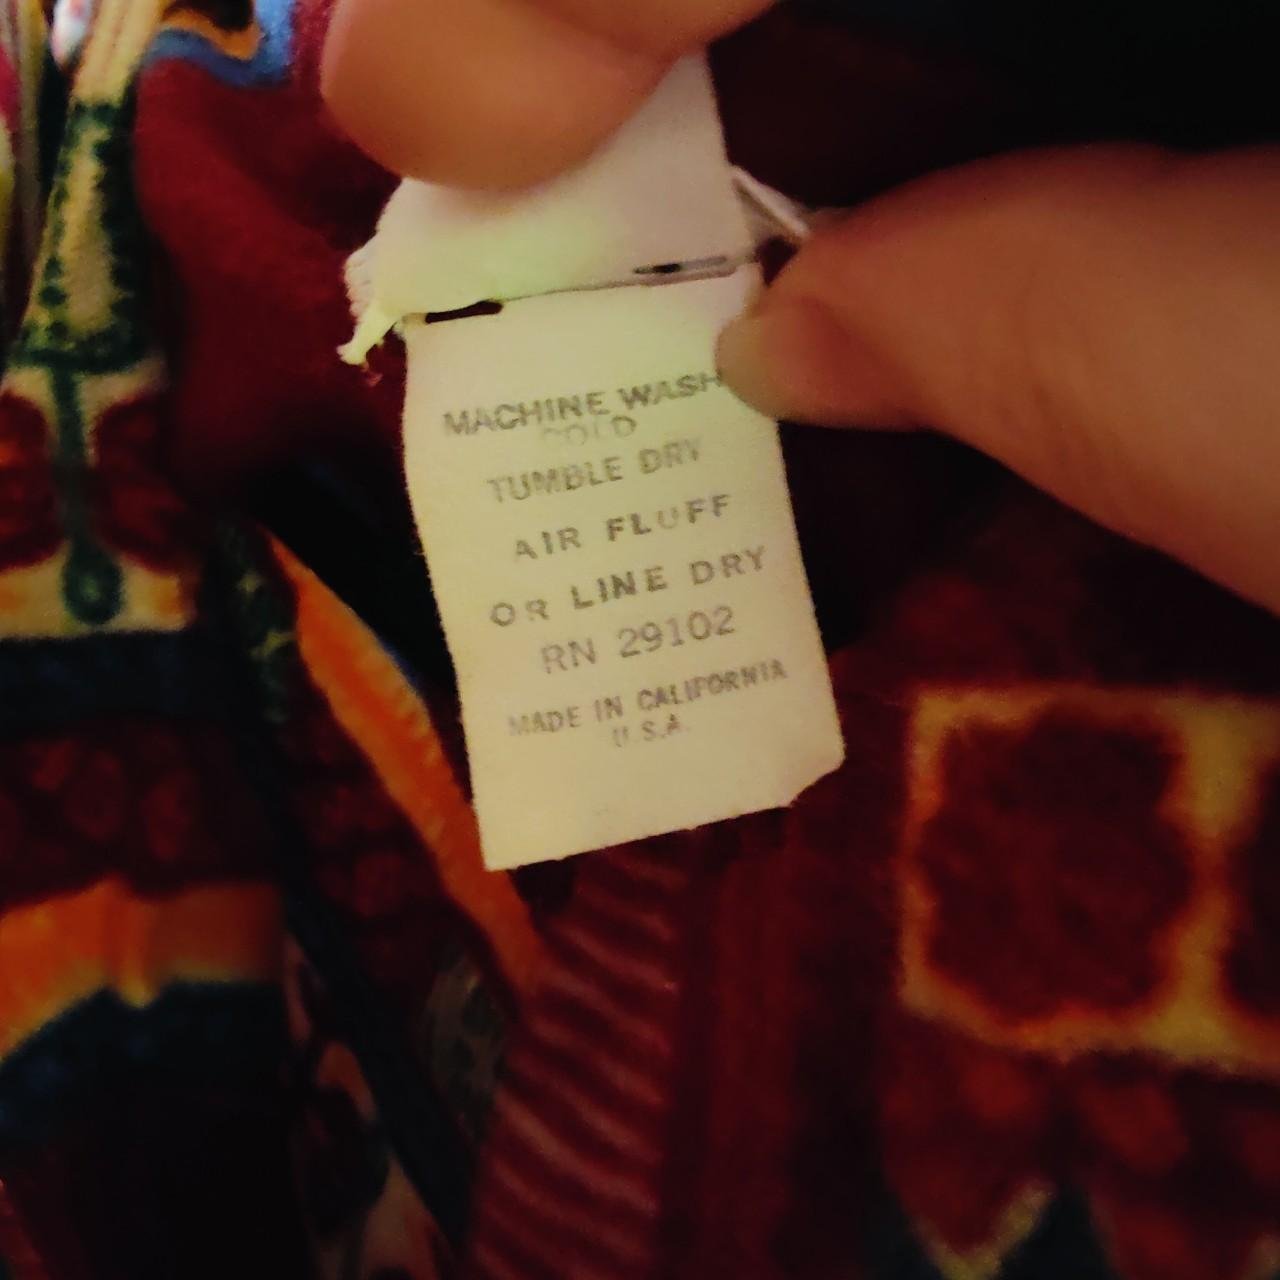 MACHINE WASH
COLD
TUMBLE DRY
AIR FLUFF
OR LINE DRY
RN 29102
MADE IN CALIFORNIA
U.S.A.